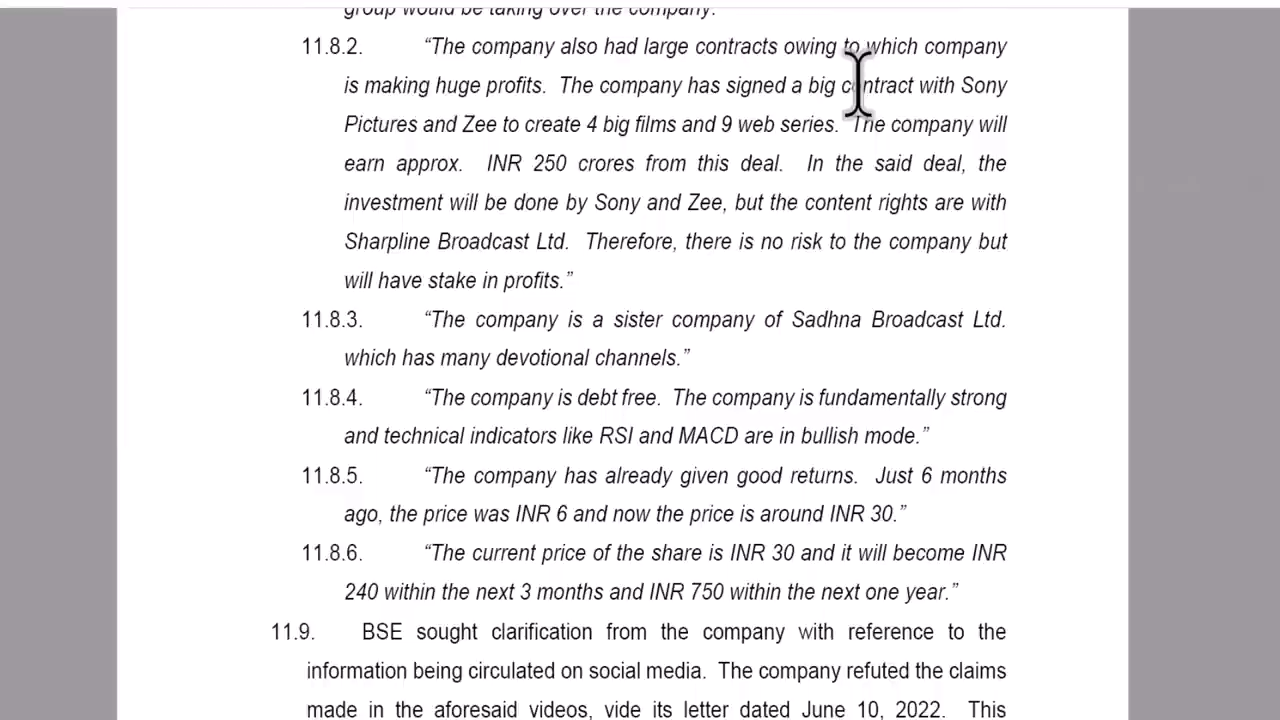 group would be taking over the company.
11.8.2. “The company also had large contracts owing to which company
is making huge profits. The company has signed a big contract with Sony
Pictures and Zee to create 4 big films and 9 web series. The company will
earn approx. INR 250 crores from this deal. In the said deal, the
investment will be done by Sony and Zee, but the content rights are with
Sharpline Broadcast Ltd. Therefore, there is no risk to the company but
will have stake in profits.”
11.8.3. “The company is a sister company of Sadhna Broadcast Ltd.
which has many devotional channels.”
11.8.4. “The company is debt free. The company is fundamentally strong
and technical indicators like RSI and MACD are in bullish mode.”
11.8.5. “The company has already given good returns. Just 6 months
ago, the price was INR 6 and now the price is around INR 30.”
11.8.6. “The current price of the share is INR 30 and it will become INR
240 within the next 3 months and INR 750 within the next one year.”
11.9. BSE sought clarification from the company with reference to the
information being circulated on social media. The company refuted the claims
made in the aforesaid videos, vide its letter dated June 10, 2022. This